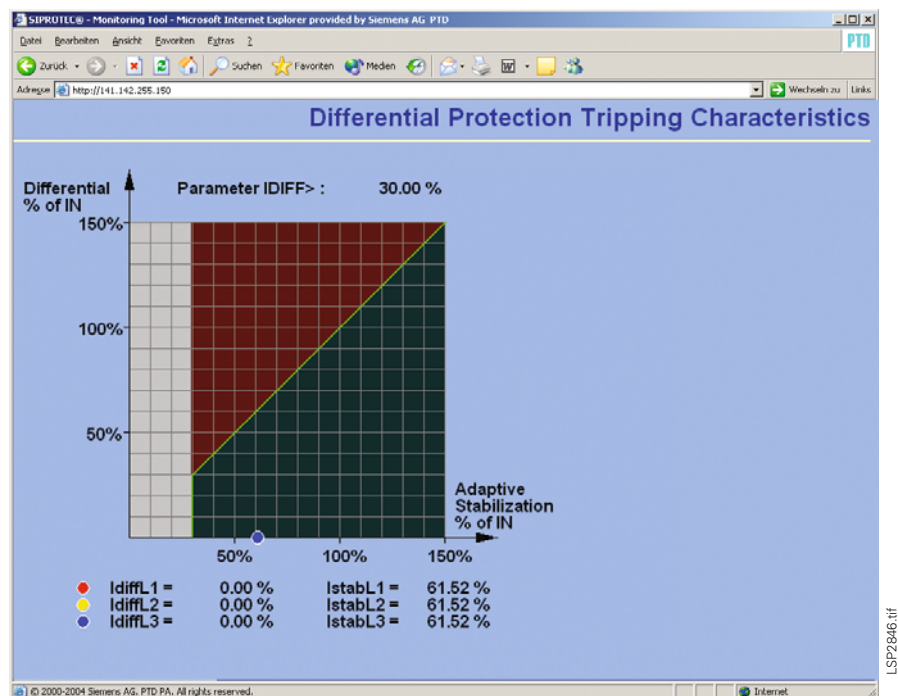 SIPROTEC® - Monitoring Tool - Microsoft Internet Explorer provided by Siemens AG PTD
Datei Bearbeiten Ansicht Favoriten Extras ?
PTD
Zurück Suchen Favoriten Medien
Adresse http://141.142.255.150 Wechseln zu Links
Differential Protection Tripping Characteristics
Differential
% of IN
Parameter IDIFF> : 30.00 %
150%
100%
50%
Adaptive
Stabilization
% of IN
50% 100% 150%
IdiffL1 = 0.00 % IstabL1 = 61.52 %
IdiffL2 = 0.00 % IstabL2 = 61.52 %
IdiffL3 = 0.00 % IstabL3 = 61.52 %
© 2000-2004 Siemens AG. PTD PA. All rights reserved. Internet
LSP2846.tif